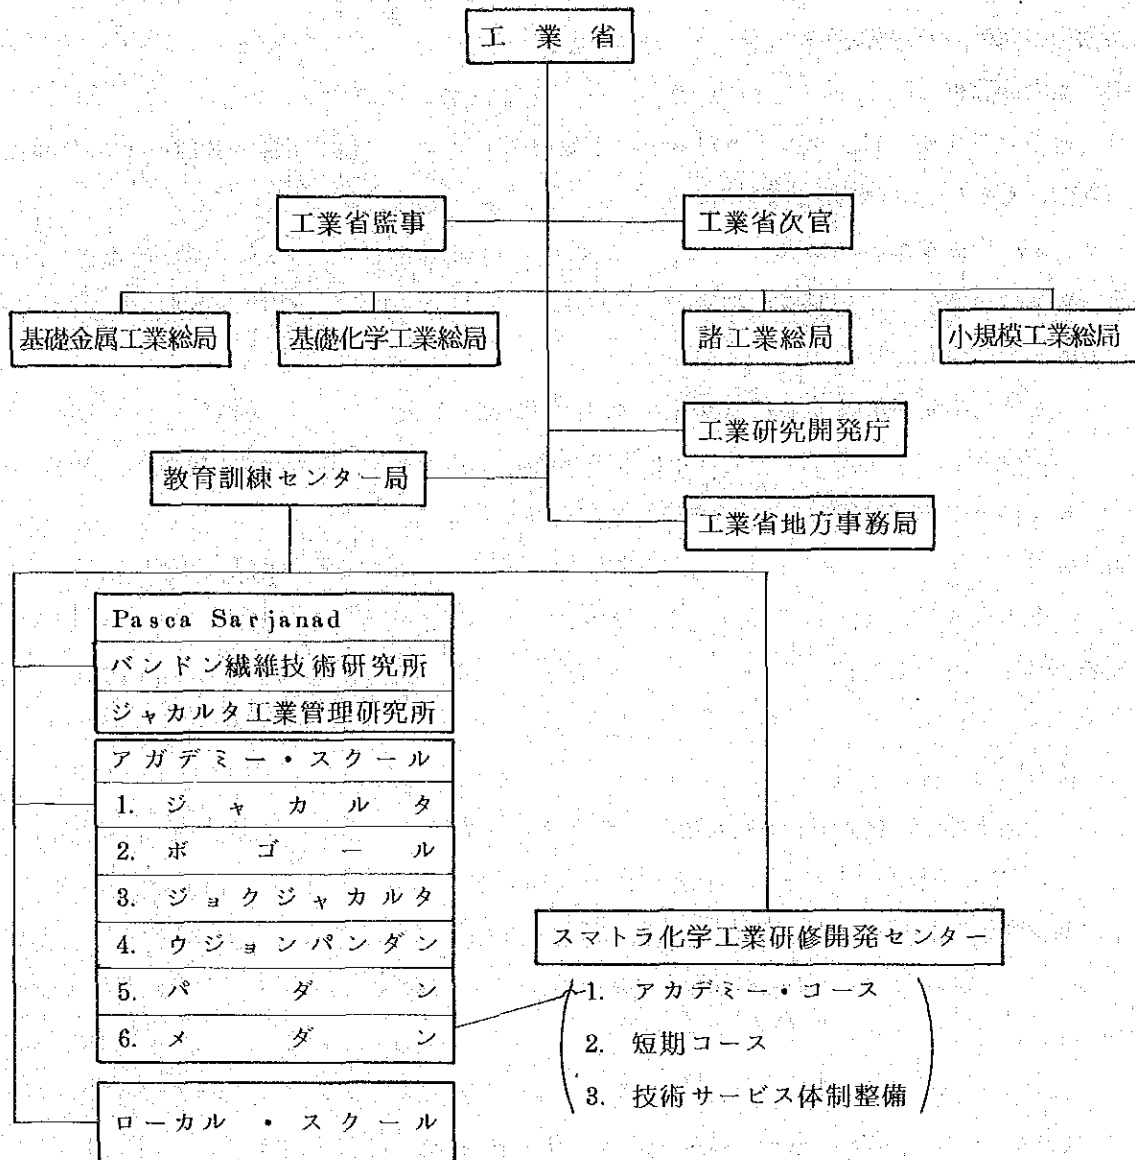 工業省
工業省監事
工業省次官
基礎金属工業総局
基礎化学工業総局
諸工業総局
小規模工業総局
工業研究開発庁
教育訓練センター局
工業省地方事務局
Pasca Sarjanad
バンドン繊維技術研究所
ジャカルタ工業管理研究所
アガデミー・スクール
1. ジャカルタ
2. ボゴール
3. ジョクジャカルタ
4. ウジョンパンダン
5. パダン
6. メダン
ローカル・スクール
スマトラ化学工業研修開発センター
1. アカデミー・コース
2. 短期コース
3. 技術サービス体制整備